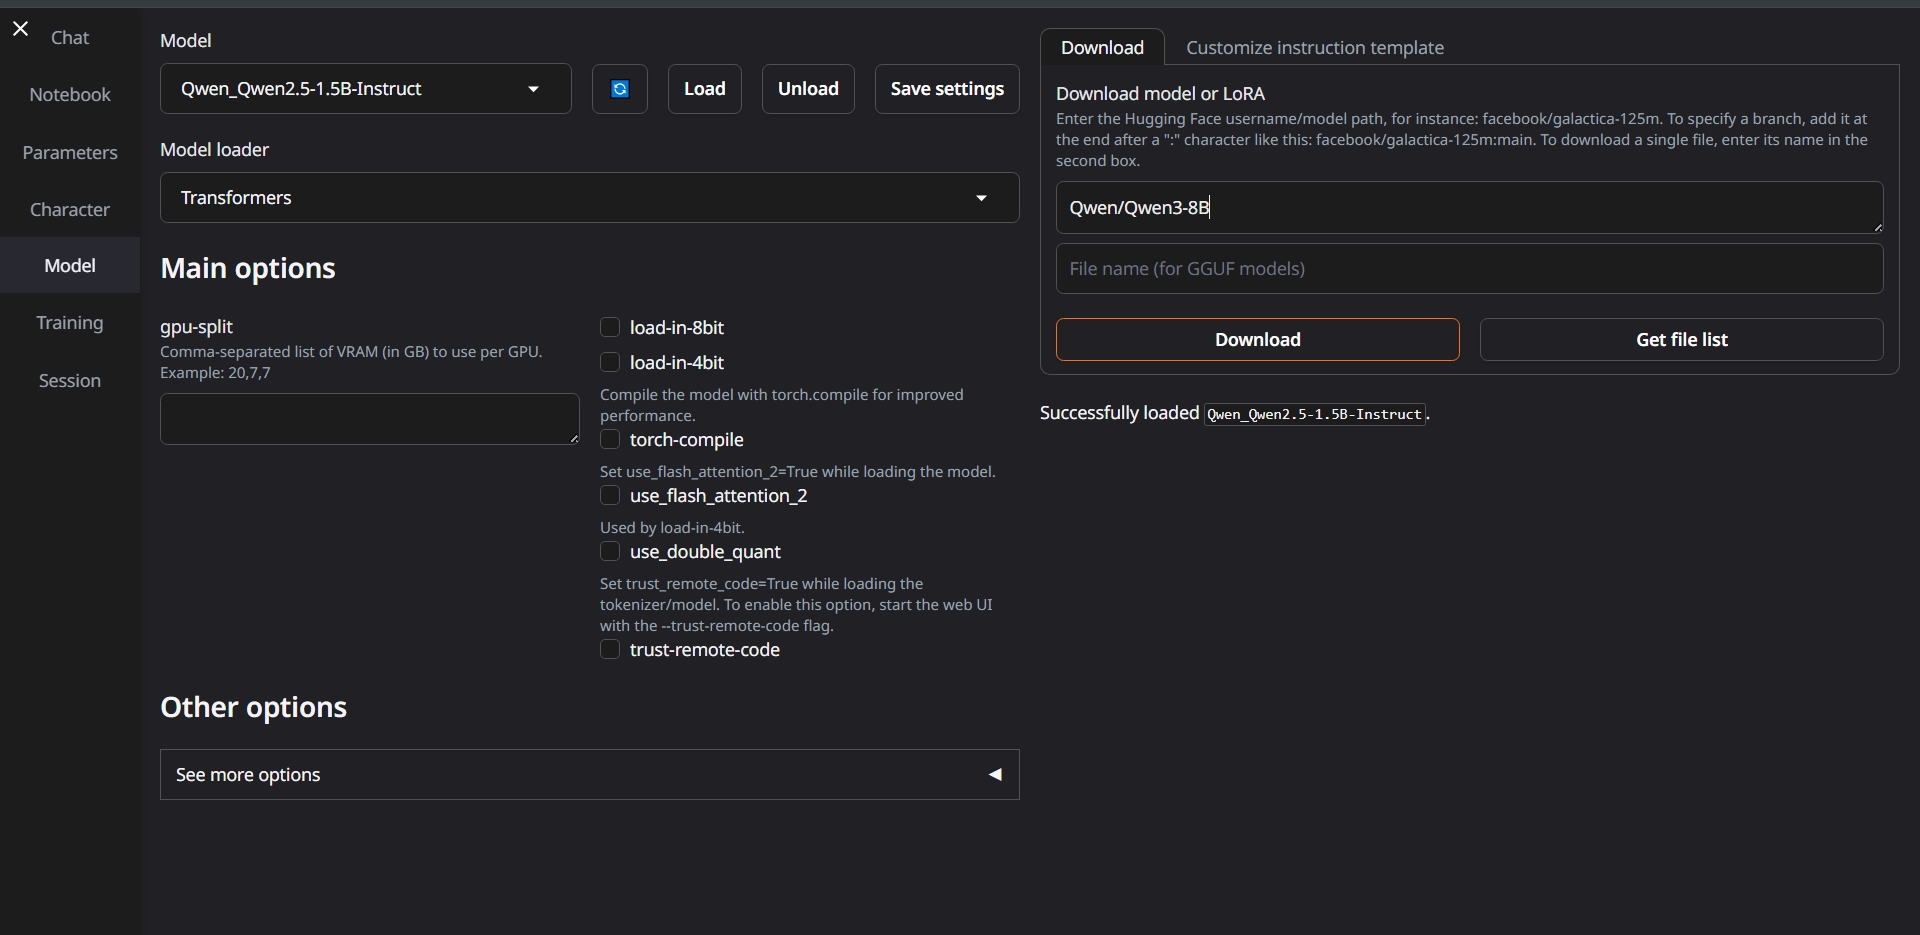 Chat
Notebook
Parameters
Character
Model
Training
Session
Model
Qwen_Qwen2.5-1.5B-Instruct
Load
Unload
Save settings
Model loader
Transformers
Main options
gpu-split
Comma-separated list of VRAM (in GB) to use per GPU.
Example: 20,7,7
load-in-8bit
load-in-4bit
Compile the model with torch.compile for improved
performance.
torch-compile
Set use_flash_attention_2=True while loading the model.
use_flash_attention_2
Used by load-in-4bit.
use_double_quant
Set trust_remote_code=True while loading the
tokenizer/model. To enable this option, start the web UI
with the --trust-remote-code flag.
trust-remote-code
Other options
See more options
Download
Customize instruction template
Download model or LoRA
Enter the Hugging Face username/model path, for instance: facebook/galactica-125m. To specify a branch, add it at
the end after a ":" character like this: facebook/galactica-125m:main. To download a single file, enter its name in the
second box.
Qwen/Qwen3-8B
File name (for GGUF models)
Download
Get file list
Successfully loaded Qwen_Qwen2.5-1.5B-Instruct.